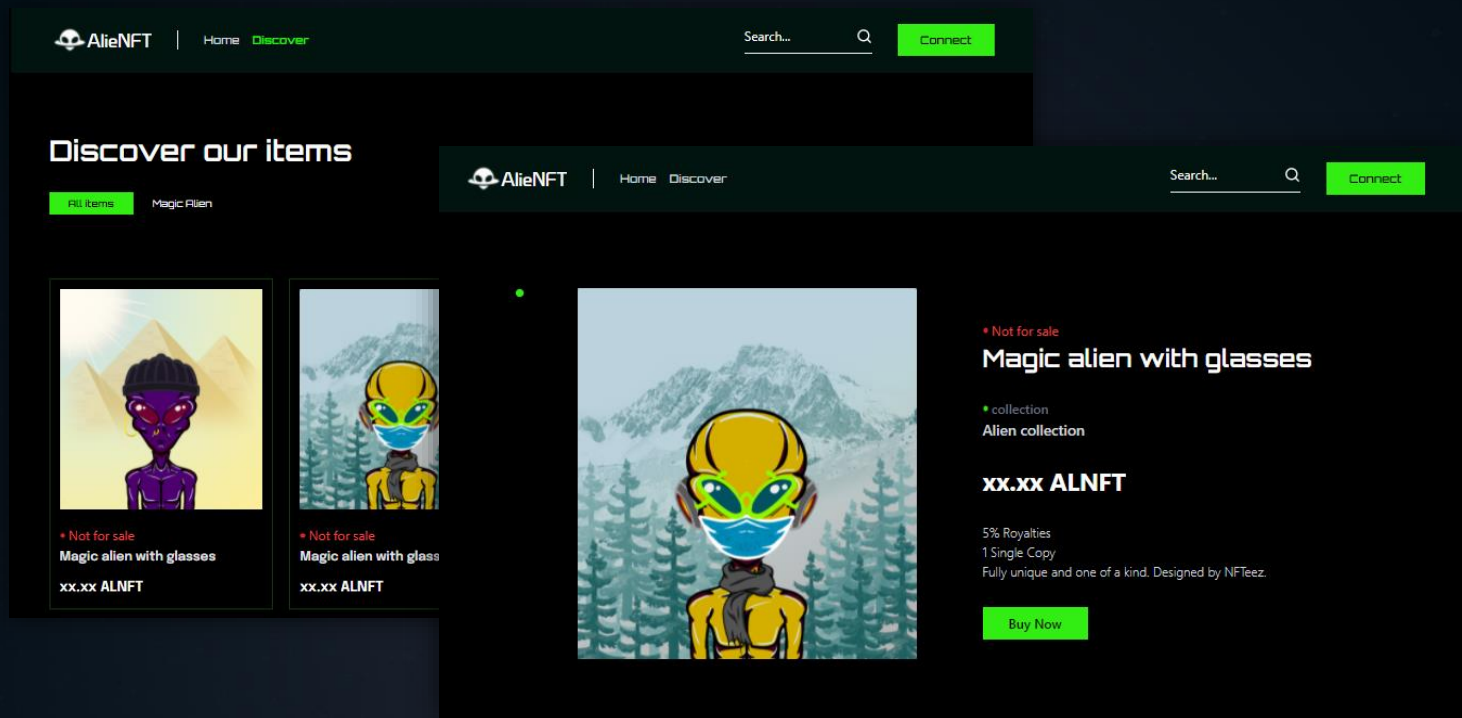 AlieNFT
Home Discover
Search...
Connect
Discover our items
All items Magic Alien
• Not for sale
Magic alien with glasses
xx.xx ALNFT
• Not for sale
Magic alien with glass
xx.xx ALNFT
AlieNFT
Home Discover
Search...
Connect
• Not for sale
Magic alien with glasses
• collection
Alien collection
xx.xx ALNFT
5% Royalties
1 Single Copy
Fully unique and one of a kind. Designed by NFTeez.
Buy Now